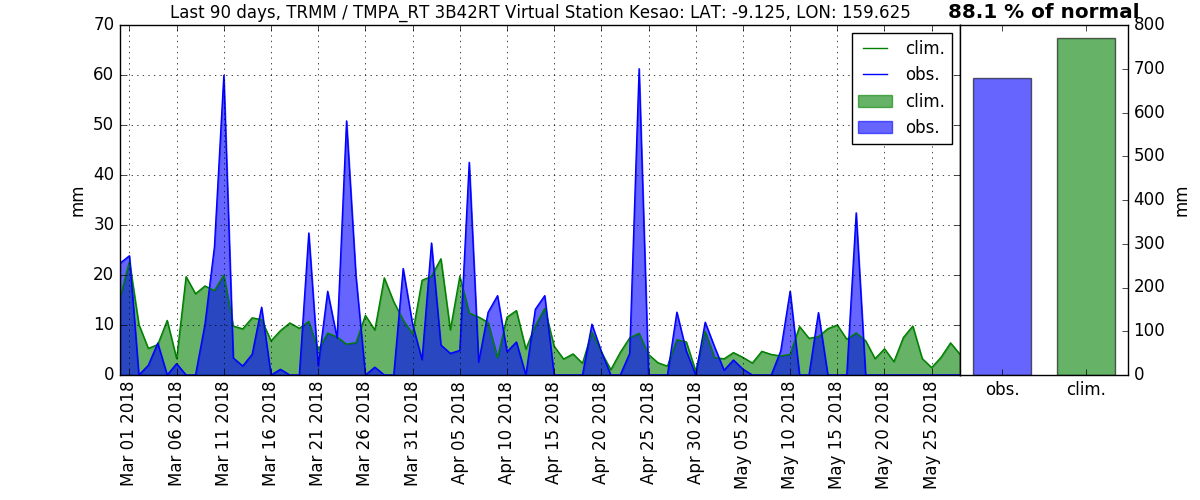 Last 90 days, TRMM / TMPA_RT 3B42RT Virtual Station Kesao: LAT: -9.125, LON: 159.625
88.1 % of normal
70
60
50
40
30
20
10
0
mm
clim.
obs.
clim.
obs.
Mar 01 2018
Mar 06 2018
Mar 11 2018
Mar 16 2018
Mar 21 2018
Mar 26 2018
Mar 31 2018
Apr 05 2018
Apr 10 2018
Apr 15 2018
Apr 20 2018
Apr 25 2018
Apr 30 2018
May 05 2018
May 10 2018
May 15 2018
May 20 2018
May 25 2018
800
700
600
500
400
300
200
100
0
mm
obs.
clim.